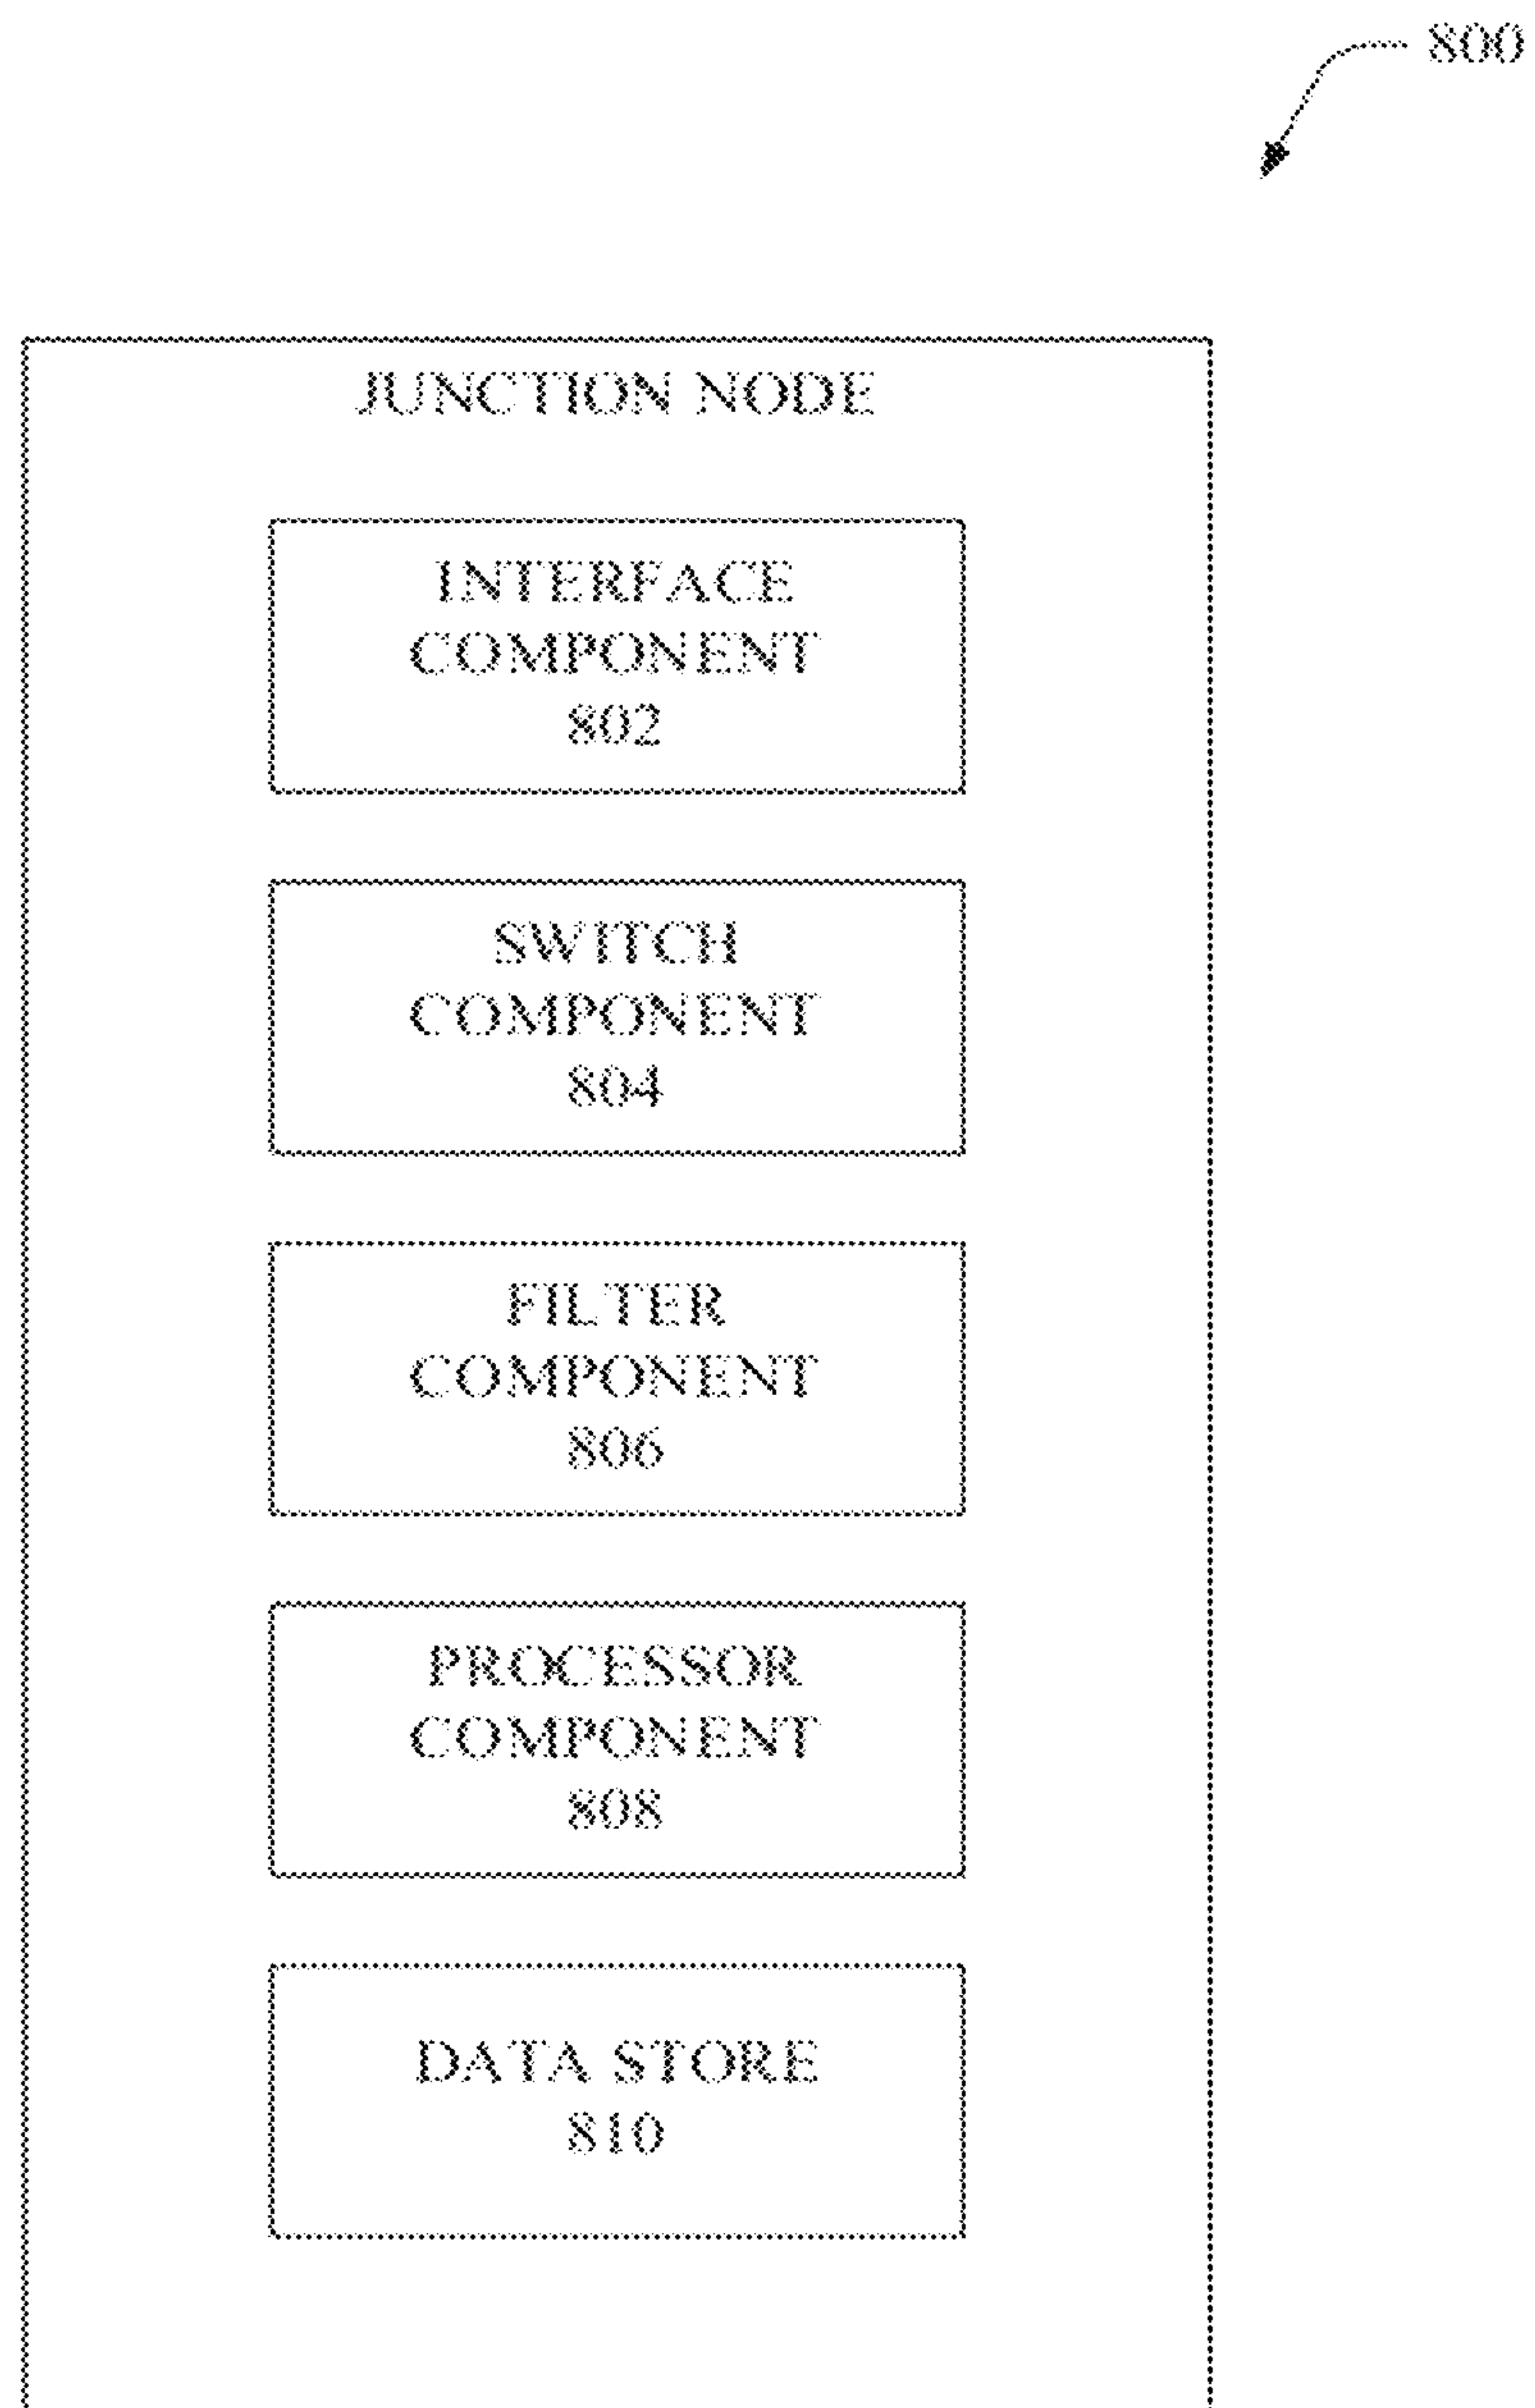 800
JUNCTION NODE
INTERFACE
COMPONENT
802
SWITCH
COMPONENT
804
FILTER
COMPONENT
806
PROCESSOR
COMPONENT
808
DATA STORE
810